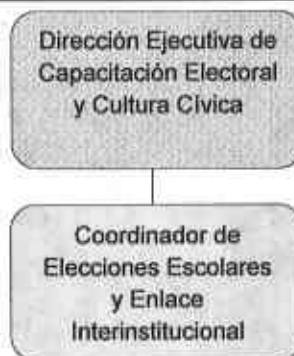 Dirección Ejecutiva de
Capacitación Electoral
y Cultura Cívica
Coordinador de
Elecciones Escolares
y Enlace
Interinstitucional